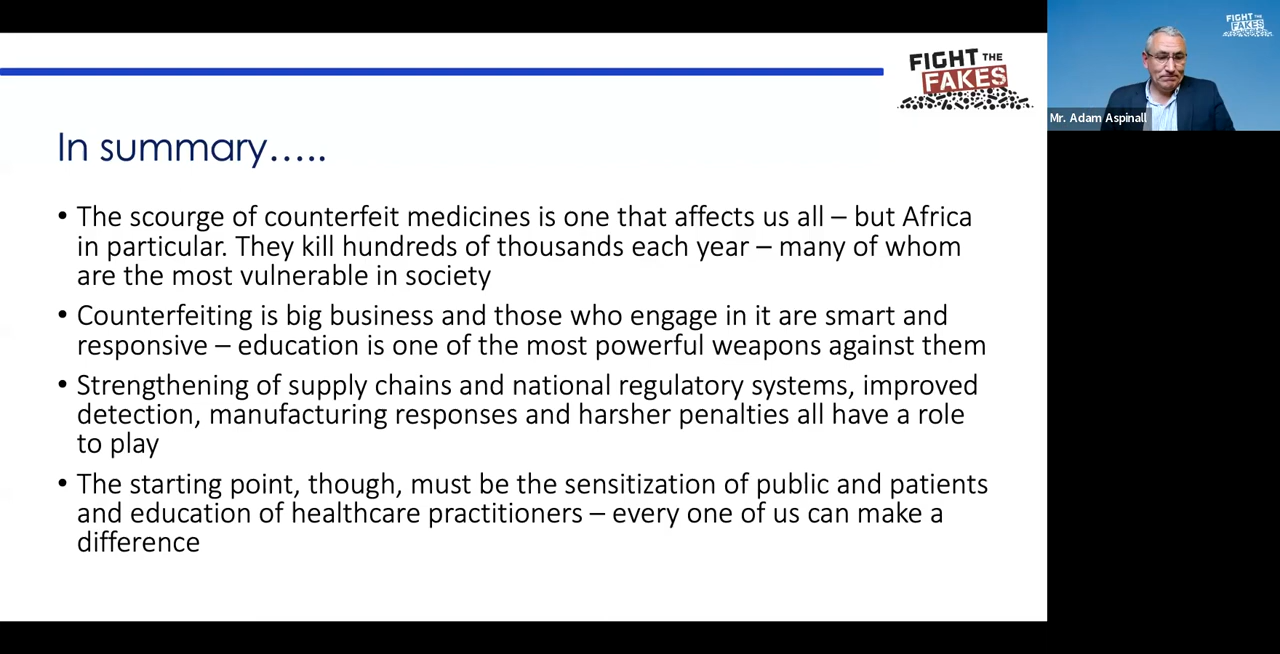 FIGHT THE
FAKES
In summary…..
• The scourge of counterfeit medicines is one that affects us all – but Africa
in particular. They kill hundreds of thousands each year – many of whom
are the most vulnerable in society
• Counterfeiting is big business and those who engage in it are smart and
responsive – education is one of the most powerful weapons against them
• Strengthening of supply chains and national regulatory systems, improved
detection, manufacturing responses and harsher penalties all have a role
to play
• The starting point, though, must be the sensitization of public and patients
and education of healthcare practitioners – every one of us can make a
difference
FIGHT THE
FAKES
Mr. Adam Aspinall